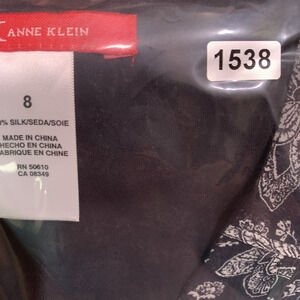 ANNE KLEIN
1538
8
% SILK/SEDA/SOIE
MADE IN CHINA
HECHO EN CHINA
FABRIQUE EN CHINE
RN 50610
CA 08349